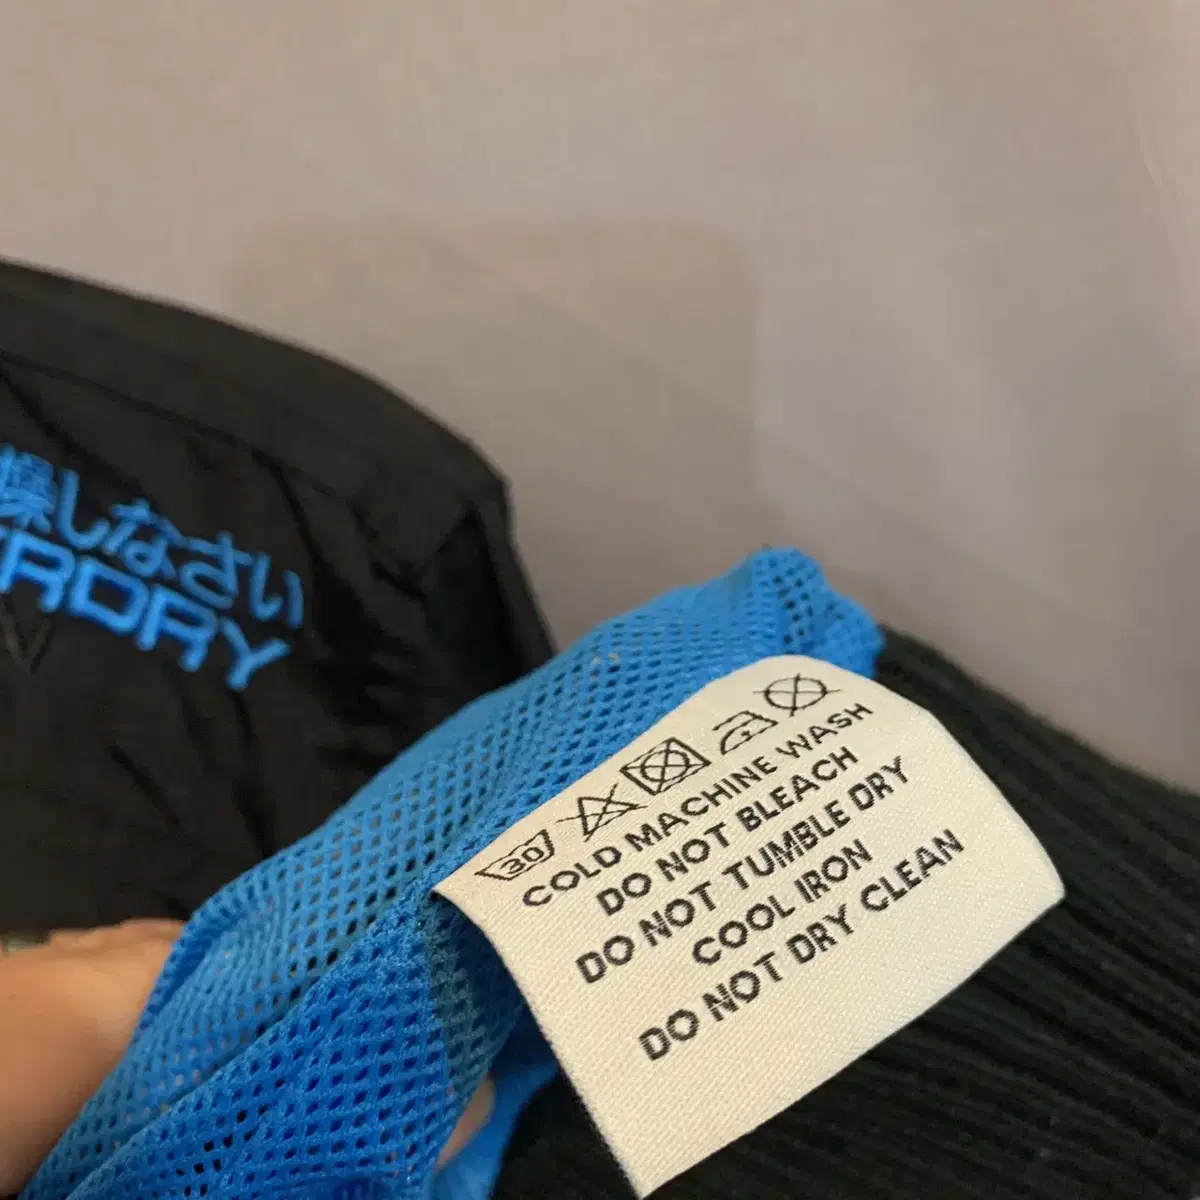 燥しなさい
RDRY
30
COLD MACHINE WASH
DO NOT BLEACH
DO NOT TUMBLE DRY
COOL IRON
DO NOT DRY CLEAN